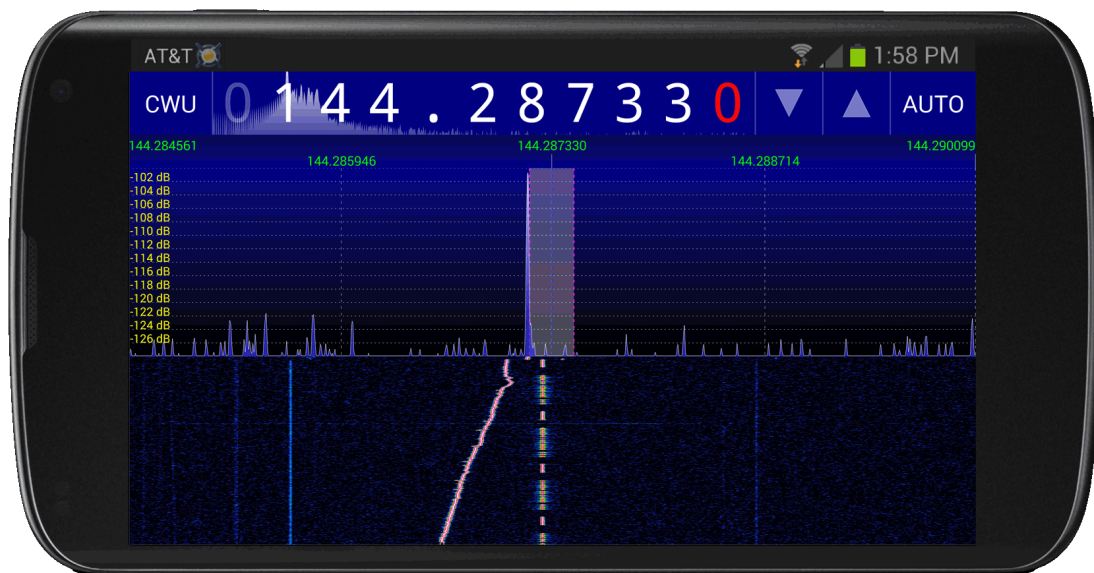 AT&T 1:58 PM
CWU 0144.287330 AUTO
144.284561 144.287330 144.290099
144.285946 144.288714
-102 dB
-104 dB
-106 dB
-108 dB
-110 dB
-112 dB
-114 dB
-116 dB
-118 dB
-120 dB
-122 dB
-124 dB
-126 dB